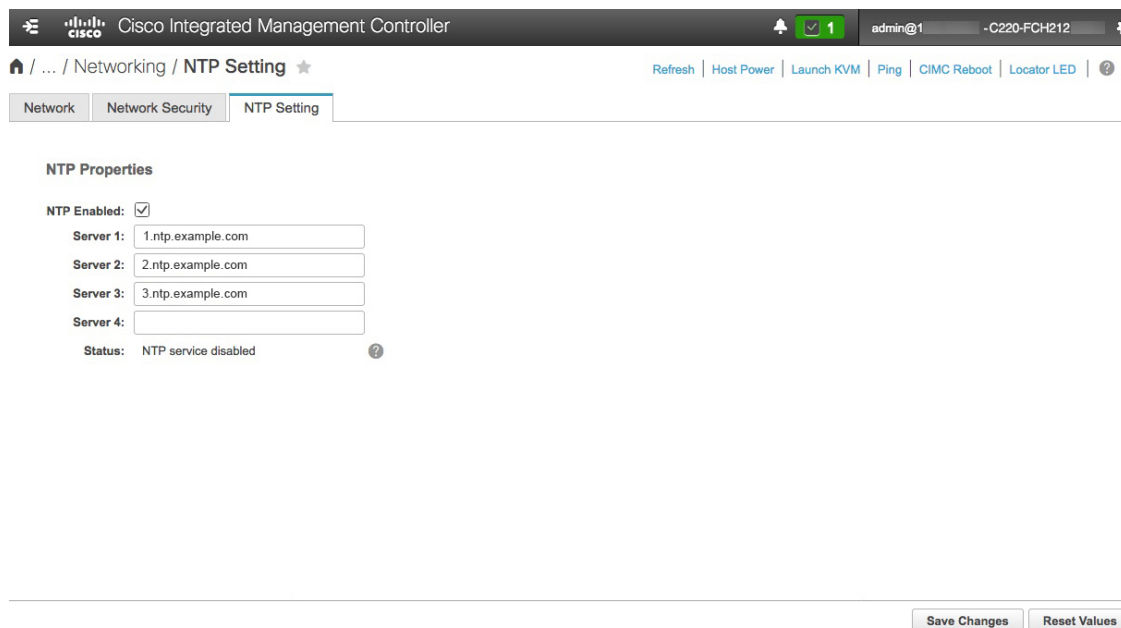 cisco Cisco Integrated Management Controller 1 admin@1 -C220-FCH212
/ ... / Networking / NTP Setting Refresh | Host Power | Launch KVM | Ping | CIMC Reboot | Locator LED | ?
Network Network Security NTP Setting
NTP Properties
NTP Enabled:
Server 1: 1.ntp.example.com
Server 2: 2.ntp.example.com
Server 3: 3.ntp.example.com
Server 4:
Status: NTP service disabled ?
Save Changes Reset Values